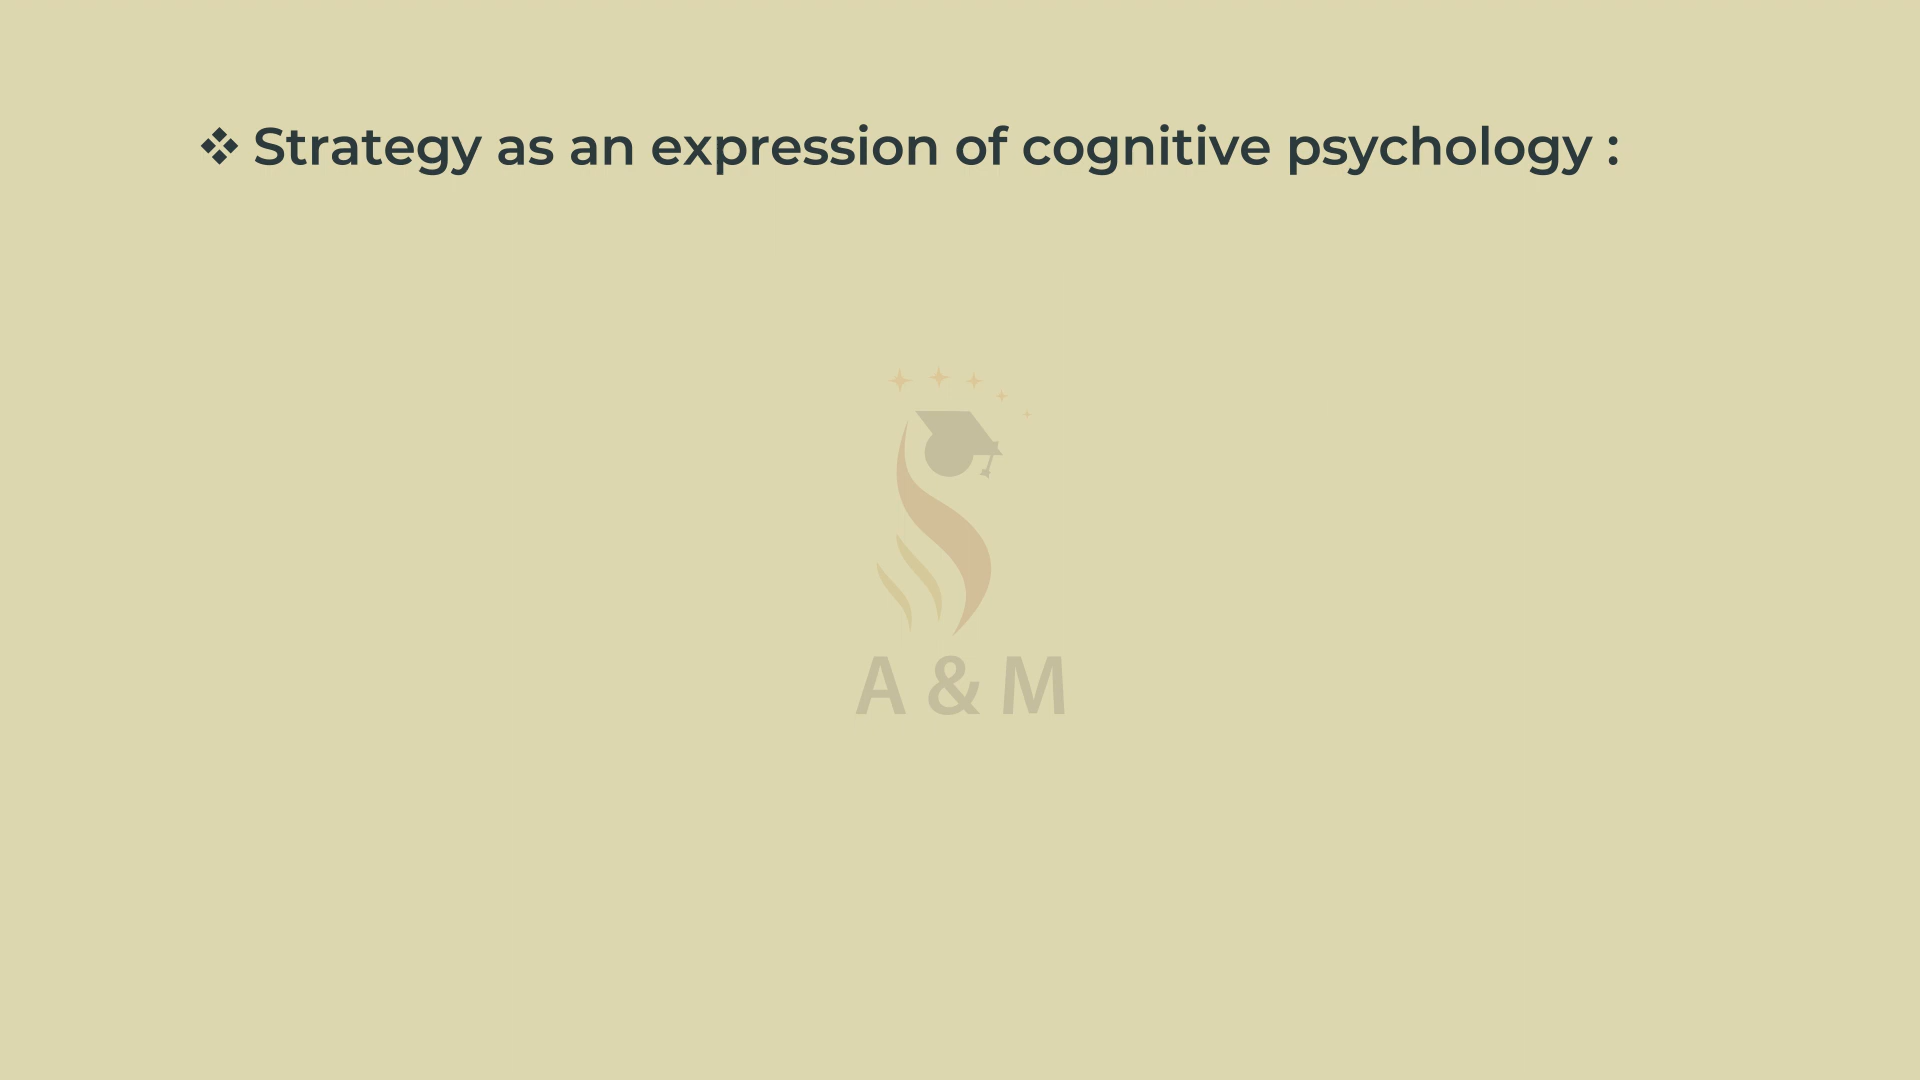 ❖ Strategy as an expression of cognitive psychology :
A & M